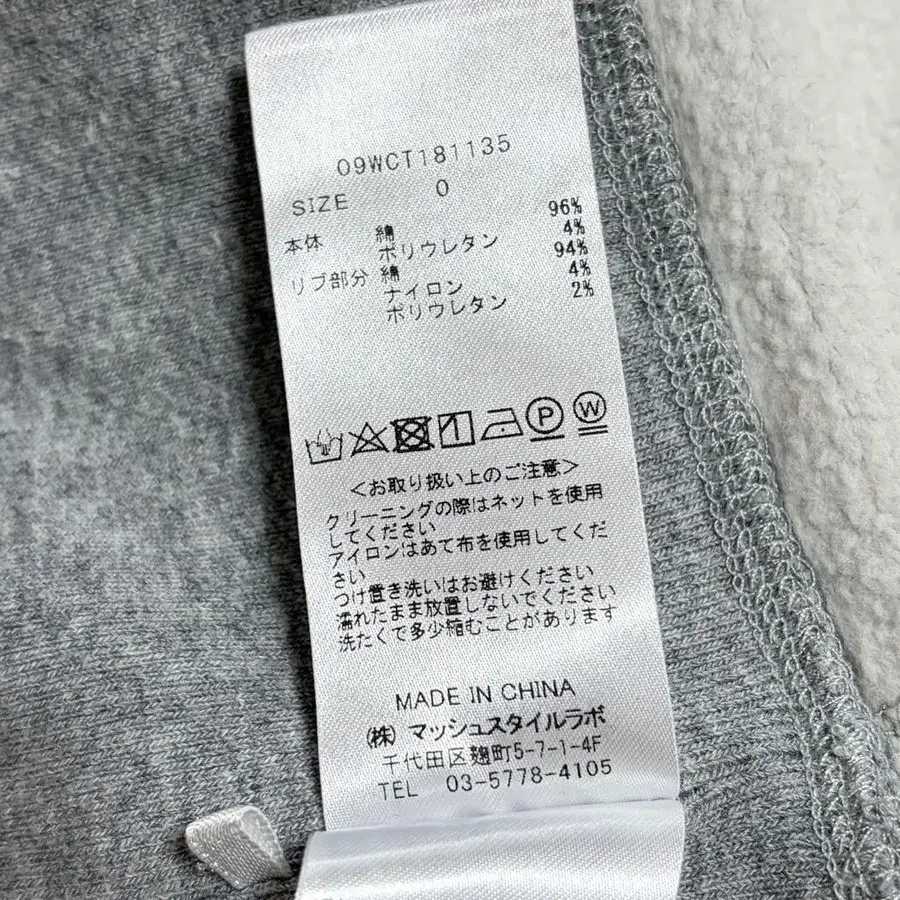 09WCT181135
SIZE 0
本体 綿 96%
ポリウレタン 4%
リブ部分 綿 94%
ナイロン 4%
ポリウレタン 2%
P W
＜お取り扱い上のご注意＞
クリーニングの際はネットを使用
してください
アイロンはあて布を使用してくだ
さい
つけ置き洗いはお避けください
濡れたまま放置しないでください
洗たくで多少縮むことがあります
MADE IN CHINA
(株) マッシュスタイルラボ
千代田区麹町5-7-1-4F
TEL 03-5778-4105